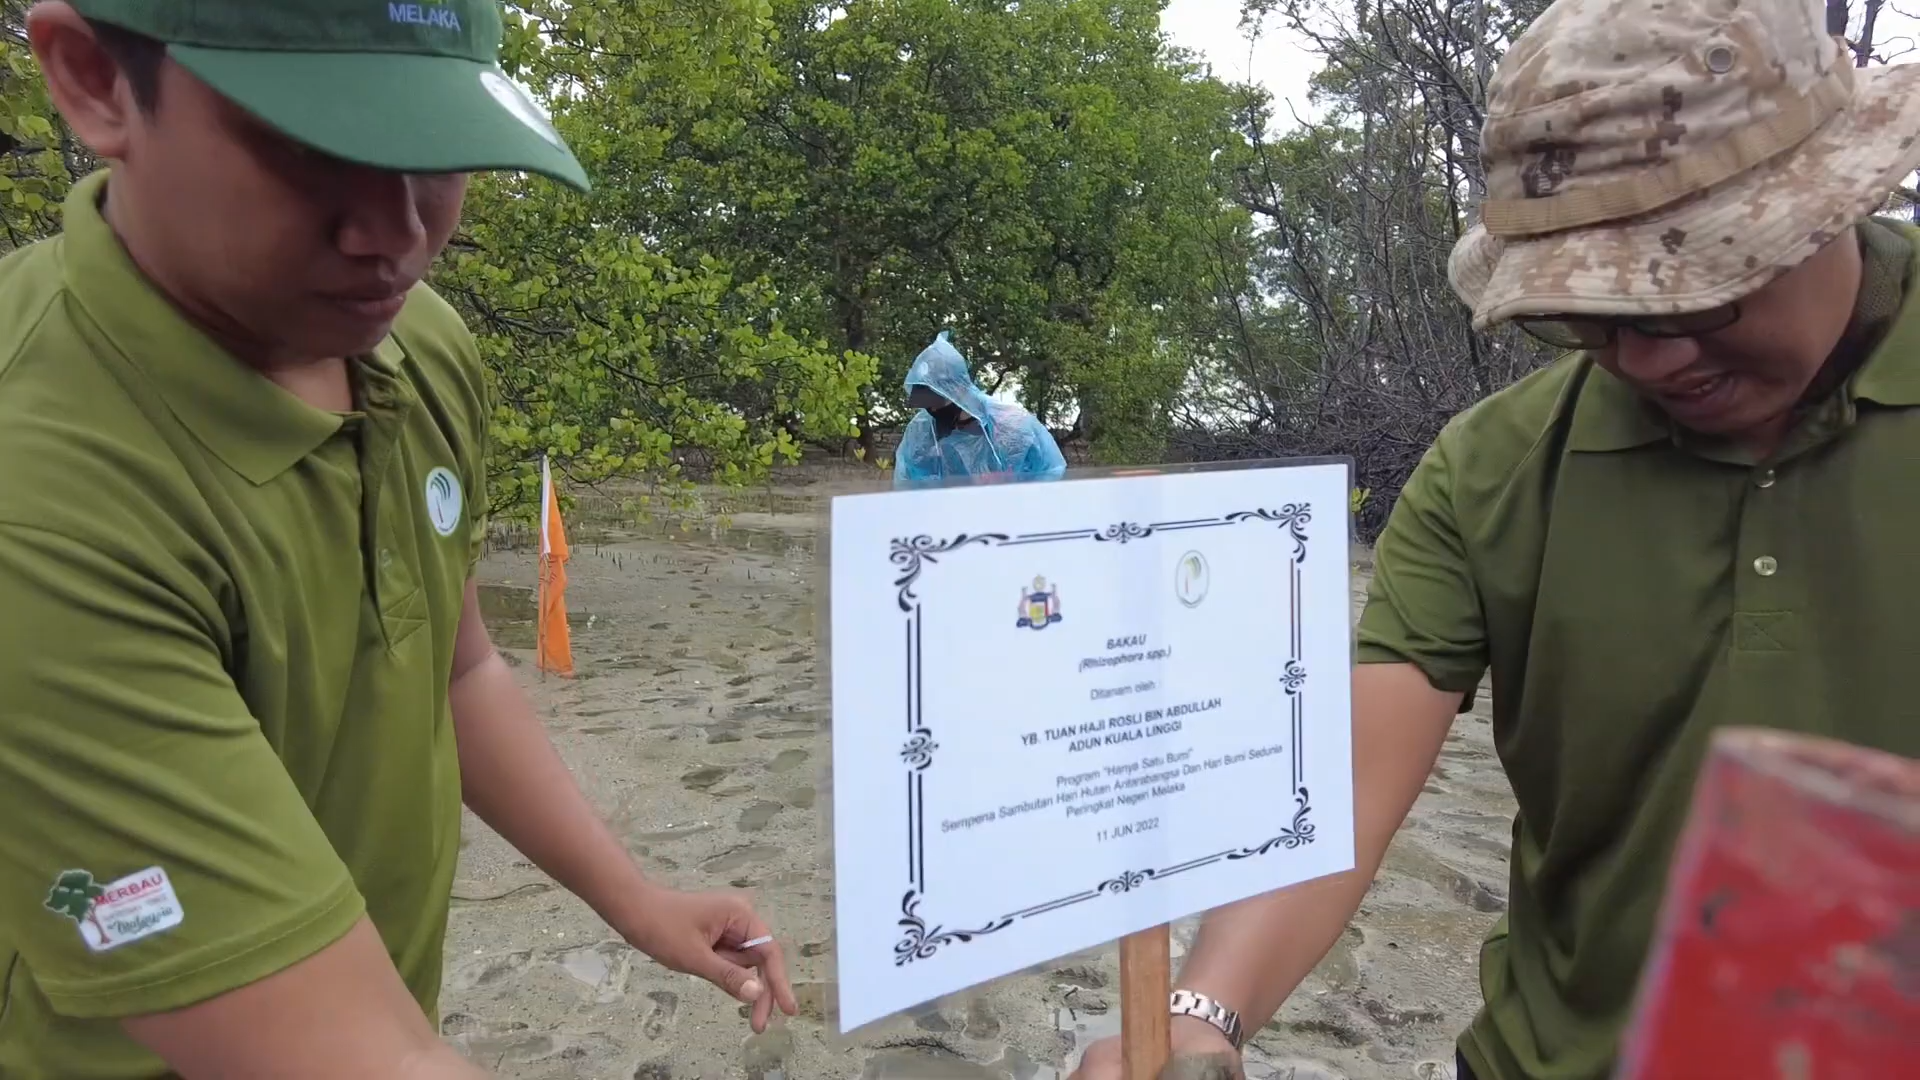 MELAKA
BAKAU
(Rhizophora spp.)
Ditanam oleh :
YB. TUAN HAJI ROSLI BIN ABDULLAH
ADUN KUALA LINGGI
Program "Hanya Satu Bumi"
Sempena Sambutan Hari Hutan Antarabangsa Dan Hari Bumi Sedunia
Peringkat Negeri Melaka
11 JUN 2022
MERBAU
Malaysia